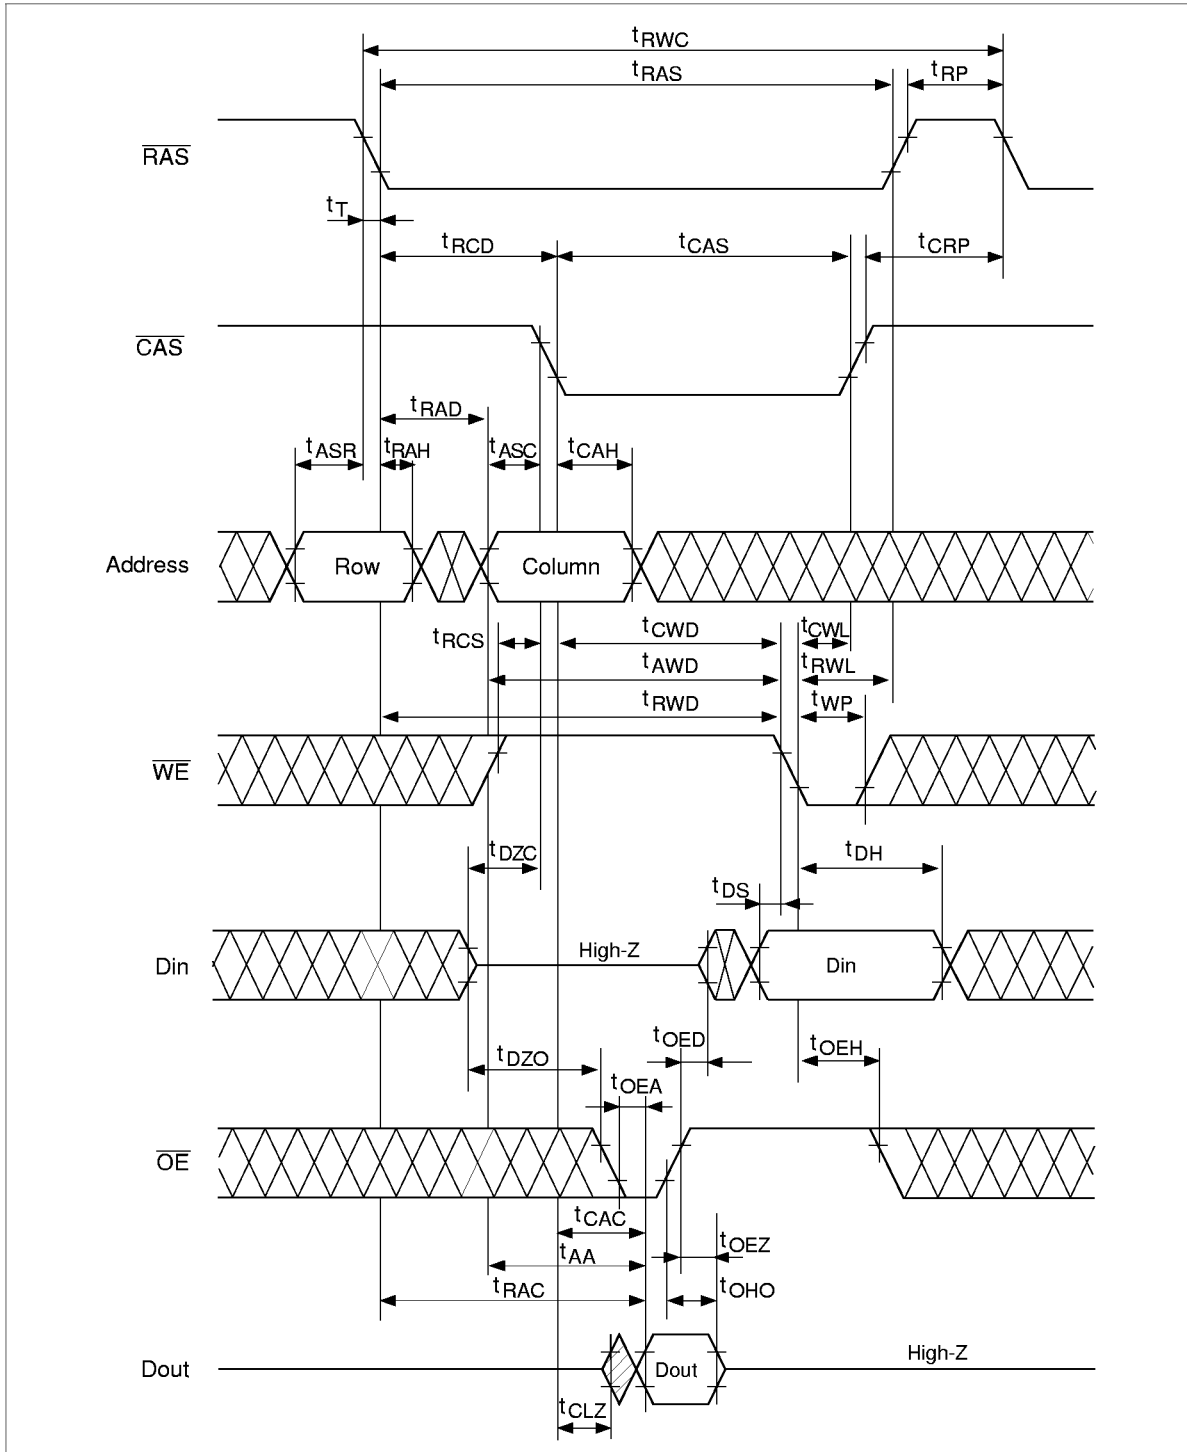 tRWC
tRAS
tRP
RAS
tT
tRCD
tCAS
tCRP
CAS
tRAD
tASR
tRAH
tASC
tCAH
Address
Row
Column
tRCS
tCWD
tCWL
tAWD
tRWL
tRWD
tWP
WE
tDZC
tDH
tDS
Din
High-Z
Din
tOED
tDZO
tOEH
tOEA
OE
tCAC
tOEZ
tAA
tRAC
tOHO
Dout
Dout
High-Z
tCLZ